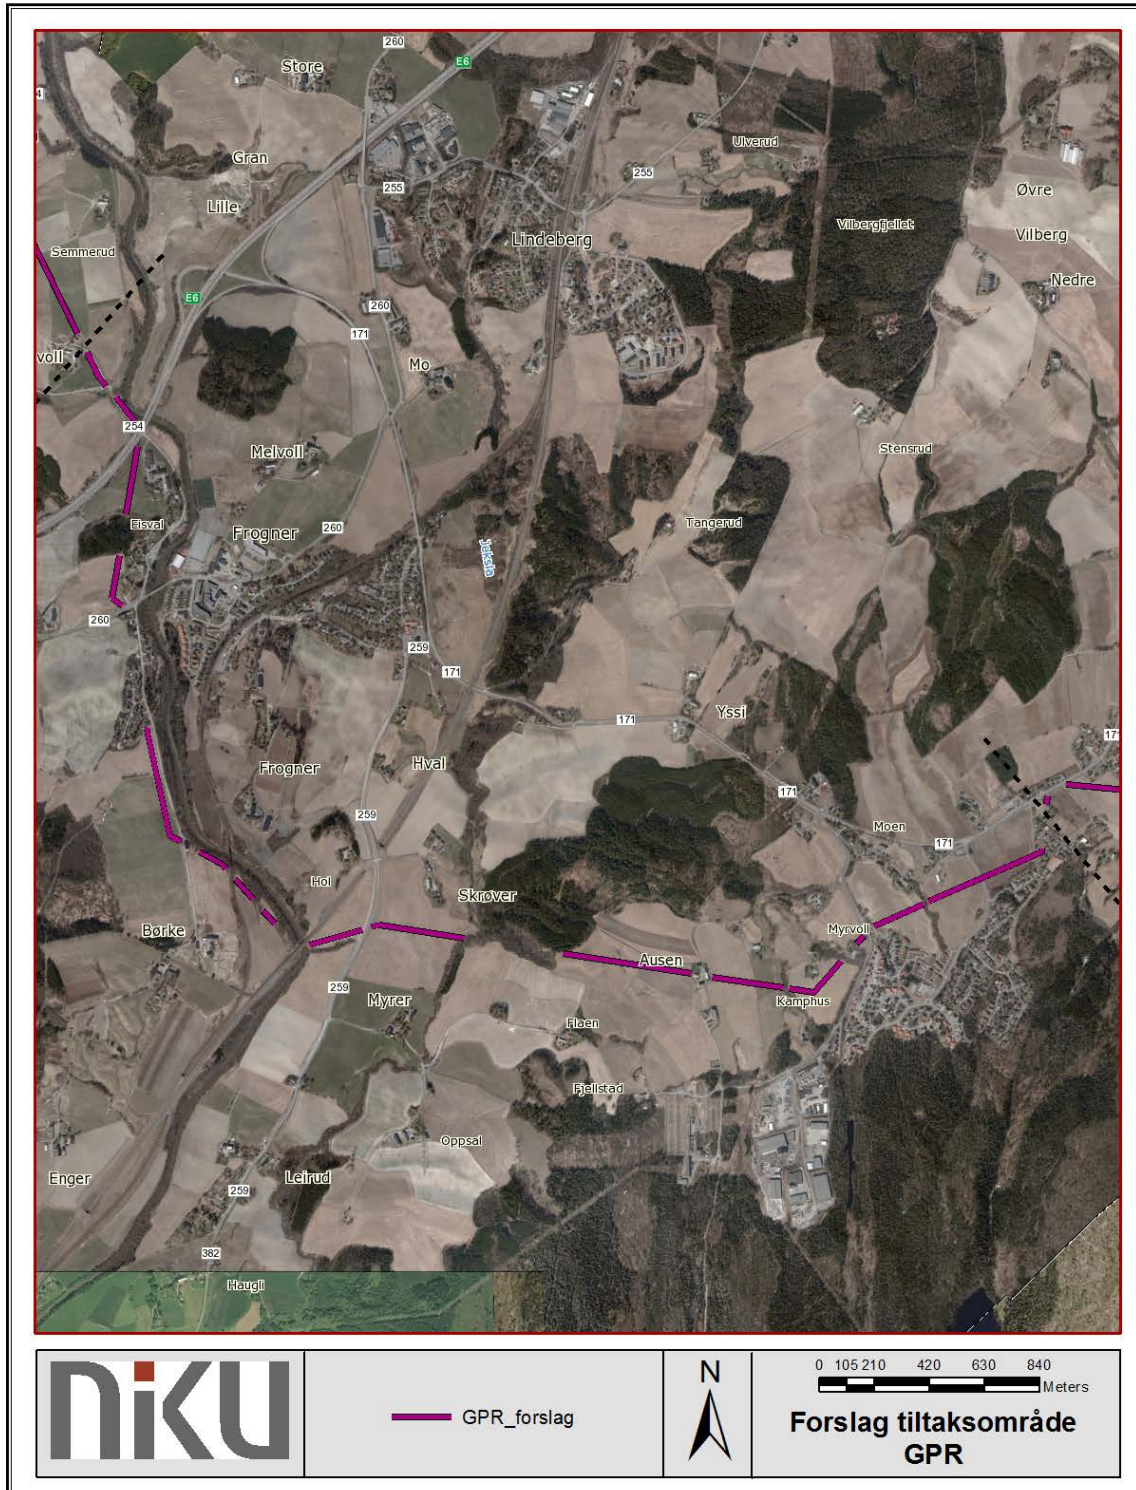 260
E6
Store
4
Ulverud
Gran
255
255
Øvre
Lille
Vilbergfjellet
Vilberg
Lindeberg
Semmerud
Nedre
E6
260
171
voll
Mo
254
Melvoll
Stensrud
Eisval
Frogner
260
Tangerud
Jeksla
260
259
171
171
Yssi
171
Hval
Frogner
171
259
Moen
171
Hol
Skrøver
Børke
Myrvoll
Ausen
259
Myrer
Kamphus
Flaen
Fjellstad
Oppsal
Enger
Leirud
259
382
Haugli
niku
GPR_forslag
N
0 105 210 420 630 840
Meters
Forslag tiltaksområde
GPR